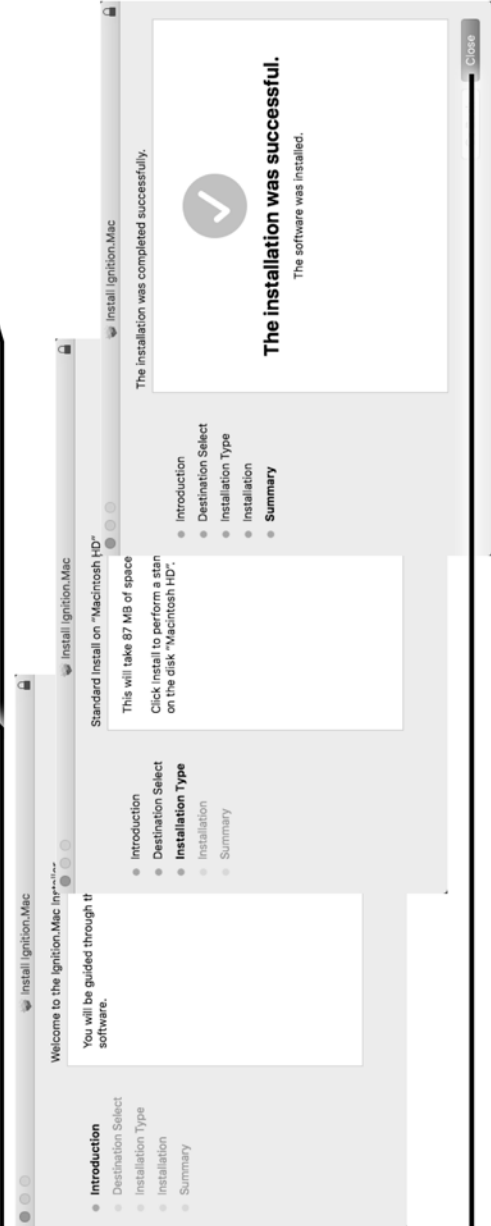 Install Ignition.Mac
Welcome to the Ignition.Mac Installer
Introduction
Destination Select
Installation Type
Installation
Summary
You will be guided through th
software.
Install Ignition.Mac
Standard Install on "Macintosh HD"
Introduction
Destination Select
Installation Type
Installation
Summary
This will take 87 MB of space
Click Install to perform a stan
on the disk "Macintosh HD".
Install Ignition.Mac
The installation was completed successfully.
Introduction
Destination Select
Installation Type
Installation
Summary
The installation was successful.
The software was installed.
Close